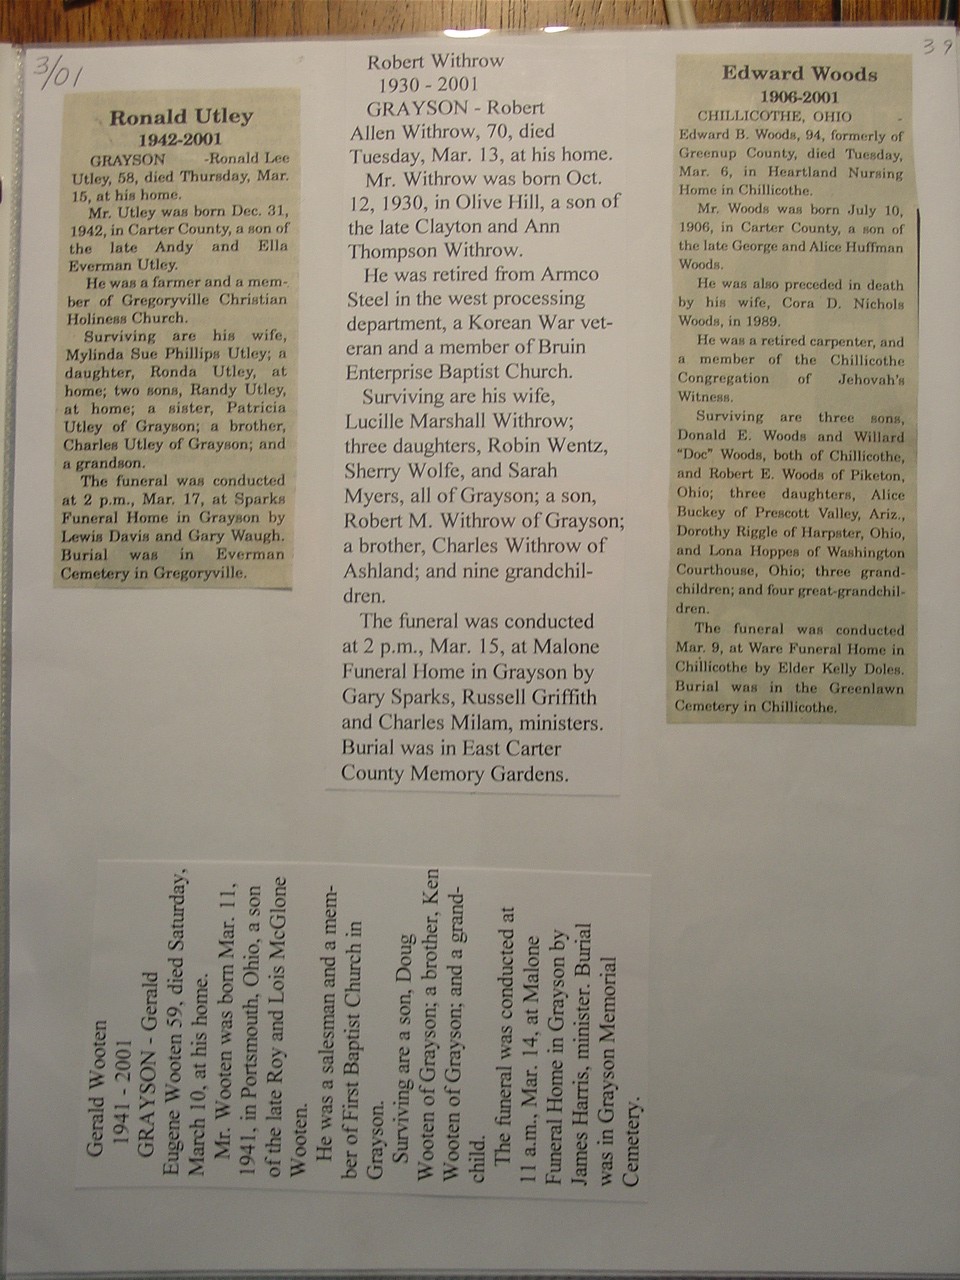 3/01
39
Ronald Utley
1942-2001
GRAYSON -Ronald Lee
Utley, 58, died Thursday, Mar.
15, at his home.
Mr. Utley was born Dec. 31,
1942, in Carter County, a son of
the late Andy and Ella
Everman Utley.
He was a farmer and a mem-
ber of Gregoryville Christian
Holiness Church.
Surviving are his wife,
Mylinda Sue Phillips Utley; a
daughter, Ronda Utley, at
home; two sons, Randy Utley,
at home; a sister, Patricia
Utley of Grayson; a brother,
Charles Utley of Grayson; and
a grandson.
The funeral was conducted
at 2 p.m., Mar. 17, at Sparks
Funeral Home in Grayson by
Lewis Davis and Gary Waugh.
Burial was in Everman
Cemetery in Gregoryville.
Robert Withrow
1930 - 2001
GRAYSON - Robert
Allen Withrow, 70, died
Tuesday, Mar. 13, at his home.
Mr. Withrow was born Oct.
12, 1930, in Olive Hill, a son of
the late Clayton and Ann
Thompson Withrow.
He was retired from Armco
Steel in the west processing
department, a Korean War vet-
eran and a member of Bruin
Enterprise Baptist Church.
Surviving are his wife,
Lucille Marshall Withrow;
three daughters, Robin Wentz,
Sherry Wolfe, and Sarah
Myers, all of Grayson; a son,
Robert M. Withrow of Grayson;
a brother, Charles Withrow of
Ashland; and nine grandchil-
dren.
The funeral was conducted
at 2 p.m., Mar. 15, at Malone
Funeral Home in Grayson by
Gary Sparks, Russell Griffith
and Charles Milam, ministers.
Burial was in East Carter
County Memory Gardens.
Edward Woods
1906-2001
CHILLICOTHE, OHIO -
Edward B. Woods, 94, formerly of
Greenup County, died Tuesday,
Mar. 6, in Heartland Nursing
Home in Chillicothe.
Mr. Woods was born July 10,
1906, in Carter County, a son of
the late George and Alice Huffman
Woods.
He was also preceded in death
by his wife, Cora D. Nichols
Woods, in 1989.
He was a retired carpenter, and
a member of the Chillicothe
Congregation of Jehovah's
Witness.
Surviving are three sons,
Donald E. Woods and Willard
"Doc" Woods, both of Chillicothe,
and Robert E. Woods of Piketon,
Ohio; three daughters, Alice
Buckey of Prescott Valley, Ariz.,
Dorothy Riggle of Harpster, Ohio,
and Lona Hoppes of Washington
Courthouse, Ohio; three grand-
children; and four great-grandchil-
dren.
The funeral was conducted
Mar. 9, at Ware Funeral Home in
Chillicothe by Elder Kelly Doles.
Burial was in the Greenlawn
Cemetery in Chillicothe.
Gerald Wooten
1941 - 2001
GRAYSON - Gerald
Eugene Wooten 59, died Saturday,
March 10, at his home.
Mr. Wooten was born Mar. 11,
1941, in Portsmouth, Ohio, a son
of the late Roy and Lois McGlone
Wooten.
He was a salesman and a mem-
ber of First Baptist Church in
Grayson.
Surviving are a son, Doug
Wooten of Grayson; a brother, Ken
Wooten of Grayson; and a grand-
child.
The funeral was conducted at
11 a.m., Mar. 14, at Malone
Funeral Home in Grayson by
James Harris, minister. Burial
was in Grayson Memorial
Cemetery.